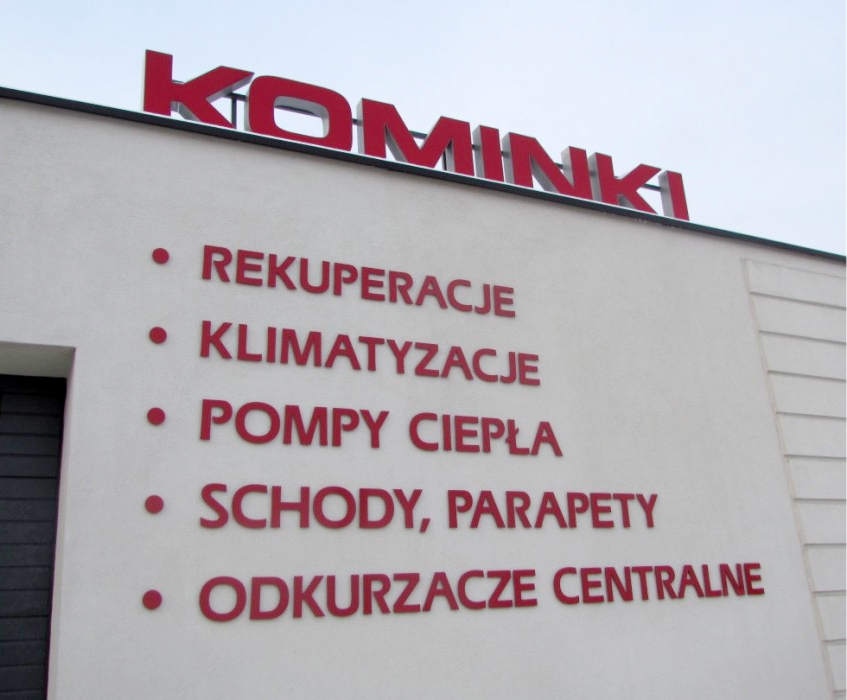 KOMINKI
• REKUPERACJE
• KLIMATYZACJE
• POMPY CIEPŁA
• SCHODY, PARAPETY
• ODKURZACZE CENTRALNE